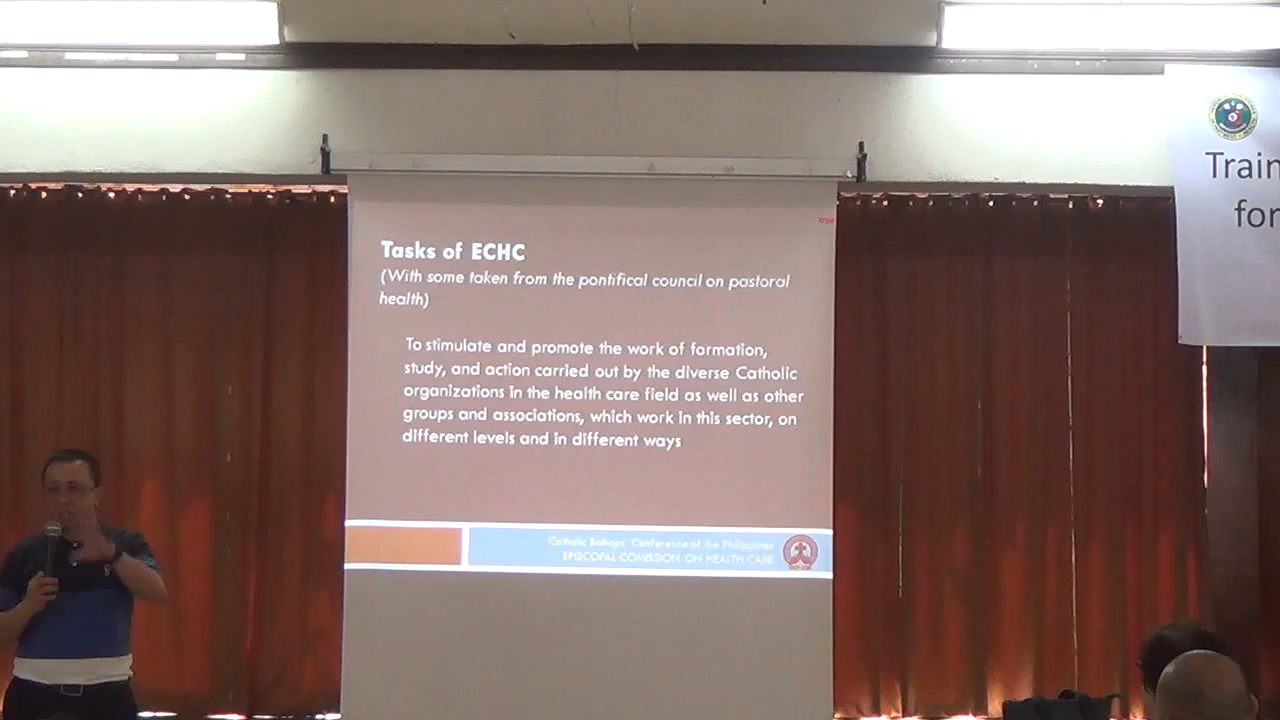 Tasks of ECHC
(With some taken from the pontifical council on pastoral
health)
To stimulate and promote the work of formation,
study, and action carried out by the diverse Catholic
organizations in the health care field as well as other
groups and associations, which work in this sector, on
different levels and in different ways
Catholic Bishops' Conference of the Philippines
EPISCOPAL COMISSION ON HEALTH CARE
Train
for